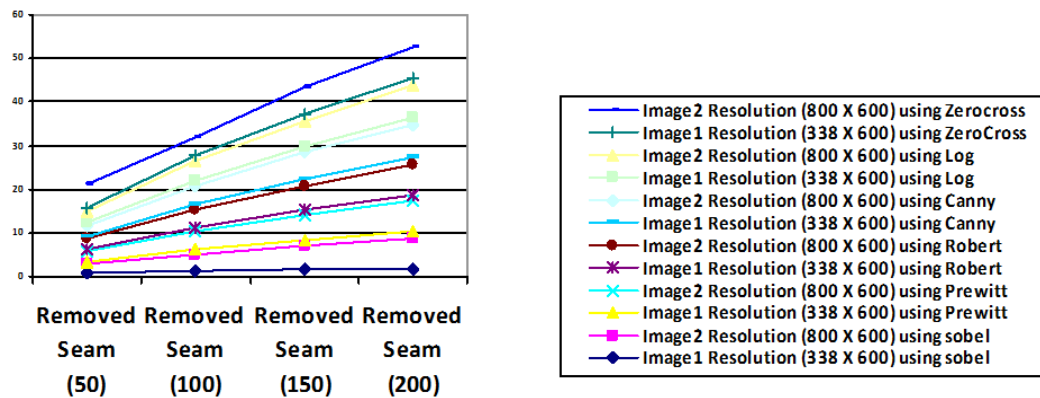 60
50
40
30
20
10
0
Removed Seam (50)
Removed Seam (100)
Removed Seam (150)
Removed Seam (200)
Image2 Resolution (800 X 600) using Zerocross
Image1 Resolution (338 X 600) using ZeroCross
Image2 Resolution (800 X 600) using Log
Image1 Resolution (338 X 600) using Log
Image2 Resolution (800 X 600) using Canny
Image1 Resolution (338 X 600) using Canny
Image2 Resolution (800 X 600) using Robert
Image1 Resolution (338 X 600) using Robert
Image2 Resolution (800 X 600) using Prewitt
Image1 Resolution (338 X 600) using Prewitt
Image2 Resolution (800 X 600) using sobel
Image1 Resolution (338 X 600) using sobel